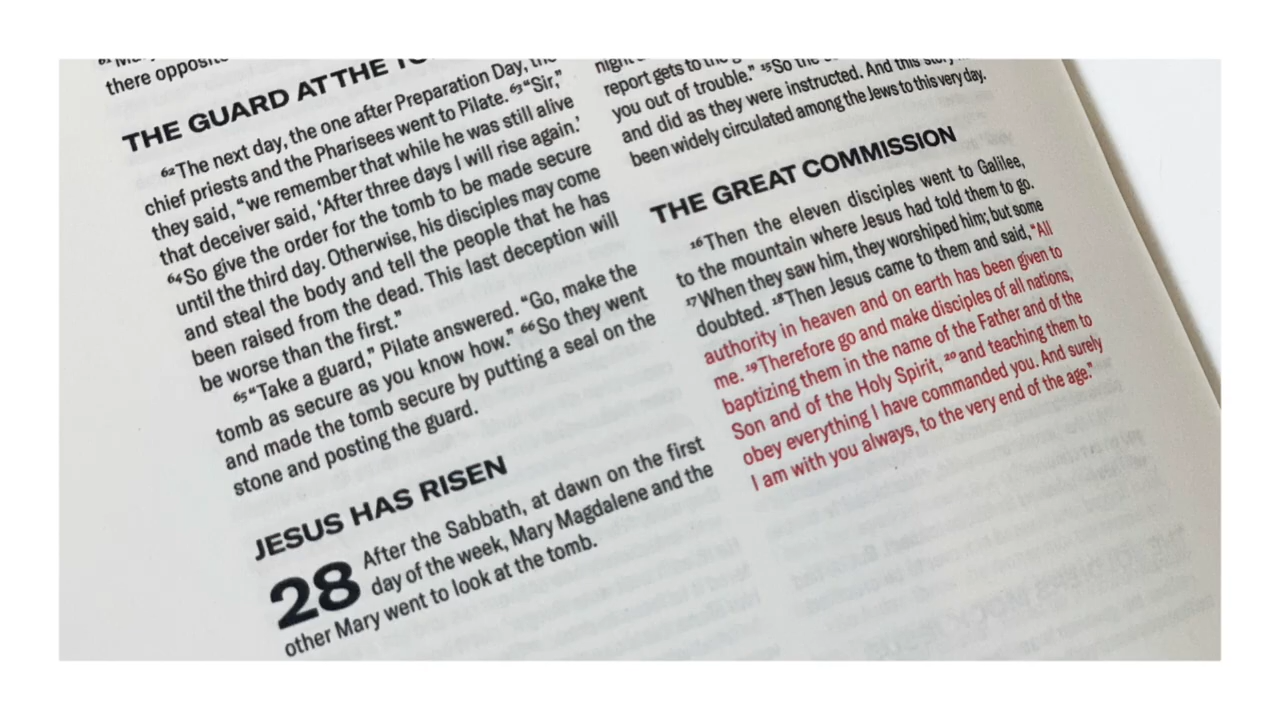 there opposite
THE GUARD AT THE
⁶²The next day, the one after Preparation Day, the
chief priests and the Pharisees went to Pilate. ⁶³“Sir,”
they said, “we remember that while he was still alive
that deceiver said, ‘After three days I will rise again.’
⁶⁴So give the order for the tomb to be made secure
until the third day. Otherwise, his disciples may come
and steal the body and tell the people that he has
been raised from the dead. This last deception will
be worse than the first.”
⁶⁵“Take a guard,” Pilate answered. “Go, make the
tomb as secure as you know how.” ⁶⁶So they went
and made the tomb secure by putting a seal on the
stone and posting the guard.
JESUS HAS RISEN
28 After the Sabbath, at dawn on the first
day of the week, Mary Magdalene and the
other Mary went to look at the tomb.
report gets to the
you out of trouble.” ¹⁵So the
and did as they were instructed. And this story
been widely circulated among the Jews to this very day.
THE GREAT COMMISSION
¹⁶Then the eleven disciples went to Galilee,
to the mountain where Jesus had told them to go.
¹⁷When they saw him, they worshiped him; but some
doubted. ¹⁸Then Jesus came to them and said, “All
authority in heaven and on earth has been given to
me. ¹⁹Therefore go and make disciples of all nations,
baptizing them in the name of the Father and of the
Son and of the Holy Spirit, ²⁰and teaching them to
obey everything I have commanded you. And surely
I am with you always, to the very end of the age.”